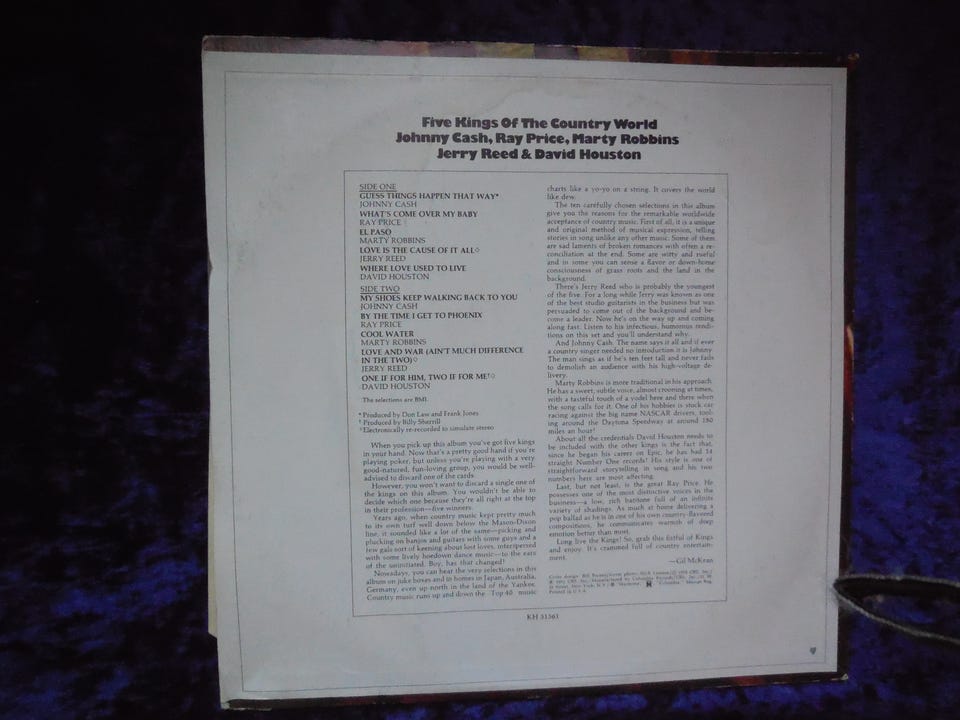 Five Kings Of The Country World
Johnny Cash, Ray Price, Marty Robbins
Jerry Reed & David Houston
SIDE ONE
GUESS THINGS HAPPEN THAT WAY*
JOHNNY CASH
WHAT'S COME OVER MY BABY
RAY PRICE
EL PASO
MARTY ROBBINS
LOVE IS THE CAUSE OF IT ALL◊
JERRY REED
WHERE LOVE USED TO LIVE
DAVID HOUSTON
SIDE TWO
MY SHOES KEEP WALKING BACK TO YOU
JOHNNY CASH
BY THE TIME I GET TO PHOENIX
RAY PRICE
COOL WATER
MARTY ROBBINS
LOVE AND WAR (AIN'T MUCH DIFFERENCE
IN THE TWO)◊
JERRY REED
ONE IF FOR HIM, TWO IF FOR ME†◊
DAVID HOUSTON
The selections are BMI.
*Produced by Don Law and Frank Jones
†Produced by Billy Sherrill
◊Electronically re-recorded to simulate stereo
When you pick up this album you've got five kings
in your hand. Now that's a pretty good hand if you're
playing poker, but unless you're playing with a very
good-natured, fun-loving group, you would be well-
advised to discard one of the cards.
However, you won't want to discard a single one of
the kings on this album. You wouldn't be able to
decide which one because they're all right at the top
in their profession—five winners.
Years ago, when country music kept pretty much
to its own turf well down below the Mason-Dixon
line, it sounded like a lot of the same—picking and
plucking on banjos and guitars with some guys and a
few gals sort of keening about lost loves, interspersed
with some lively hoedown dance music—to the ears
of the uninitiated. Boy, has that changed!
Nowadays, you can hear the very selections in this
album on juke boxes and in homes in Japan, Australia,
Germany, even up north in the land of the Yankee.
Country music runs up and down the Top 40 music
charts like a yo-yo on a string. It covers the world
like dew.
The ten carefully chosen selections in this album
give you the reasons for the remarkable worldwide
acceptance of country music. First of all, it is a unique
and original method of musical expression, telling
stories in song unlike any other music. Some of them
are sad laments of broken romances with often a re-
conciliation at the end. Some are witty and rueful
and in some you can sense a flavor or down-home
consciousness of grass roots and the land in the
background.
There's Jerry Reed who is probably the youngest
of the five. For a long while Jerry was known as one
of the best studio guitarists in the business but was
persuaded to come out of the background and be-
come a leader. Now he's on the way up and coming
along fast. Listen to his infectious, humorous rendi-
tions on this set and you'll understand why.
And Johnny Cash. The name says it all and if ever
a country singer needed no introduction it is Johnny.
The man sings as if he's ten feet tall and never fails
to demolish an audience with his high-voltage de-
livery.
Marty Robbins is more traditional in his approach.
He has a sweet, subtle voice, almost crooning at times,
with a tasteful touch of a yodel here and there when
the song calls for it. One of his hobbies is stock car
racing against the big name NASCAR drivers, tool-
ing around the Daytona Speedway at around 180
miles an hour!
About all the credentials David Houston needs to
be included with the other kings is the fact that,
since he began his career on Epic, he has had 14
straight Number One records! His style is one of
straightforward storytelling in song and his two
numbers here are most affecting.
Last, but not least, is the great Ray Price. He
possesses one of the most distinctive voices in the
business—a low, rich baritone full of an infinite
variety of shadings. As much at home delivering a
pop ballad as he is in one of his own country-flavored
compositions, he communicates warmth of deep
emotion better than most.
Long live the Kings! So, grab this fistful of Kings
and enjoy. It's crammed full of country entertain-
ment.
—Gil McKean
Printed in U.S.A.
KH 31561